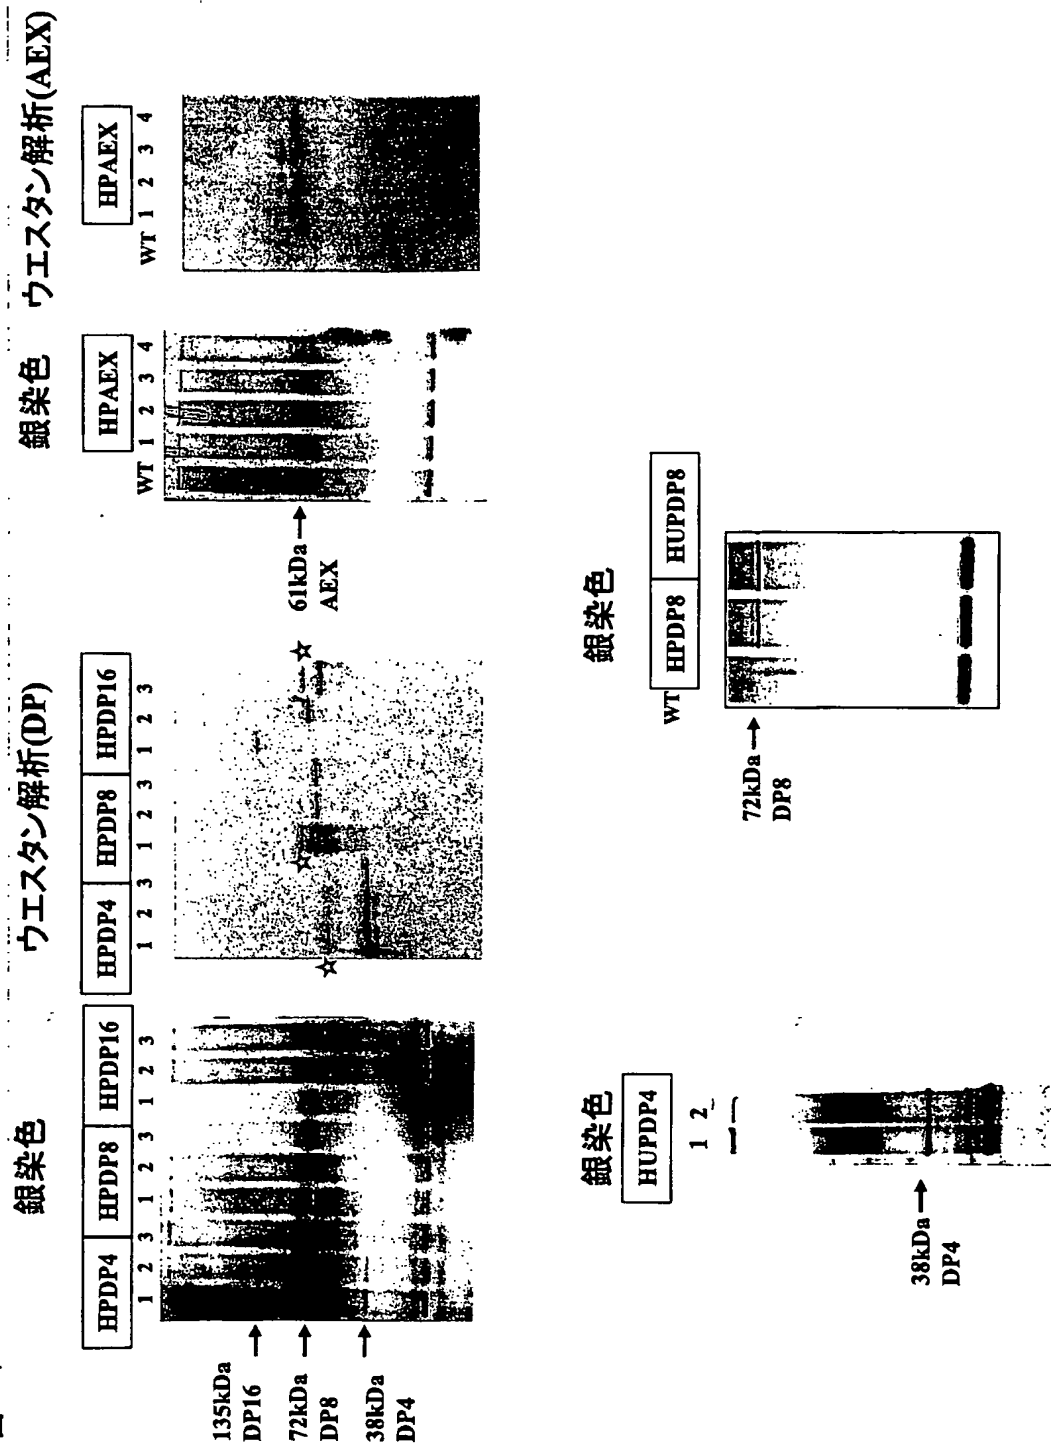 銀染色
HPDP4 HPDP8 HPDP16
1 2 3 1 2 3 1 2 3
135kDa
DP16
72kDa
DP8
38kDa
DP4
ウエスタン解析(DP)
HPDP4 HPDP8 HPDP16
1 2 3 1 2 3 1 2 3
銀染色
HPAEX
WT 1 2 3 4
61kDa
AEX
ウエスタン解析(AEX)
HPAEX
WT 1 2 3 4
銀染色
HUPDP4
1 2
38kDa
DP4
銀染色
WT HPDP8 HUPDP8
72kDa
DP8